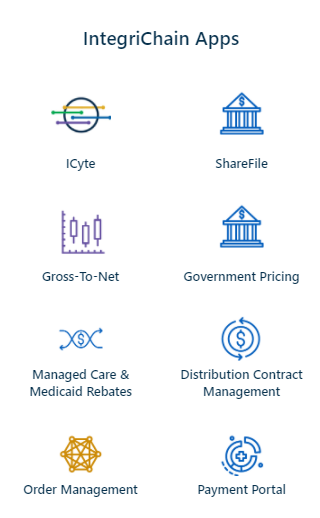 IntegriChain Apps
ICyte
ShareFile
Gross-To-Net
Government Pricing
Managed Care &
Medicaid Rebates
Distribution Contract
Management
Order Management
Payment Portal